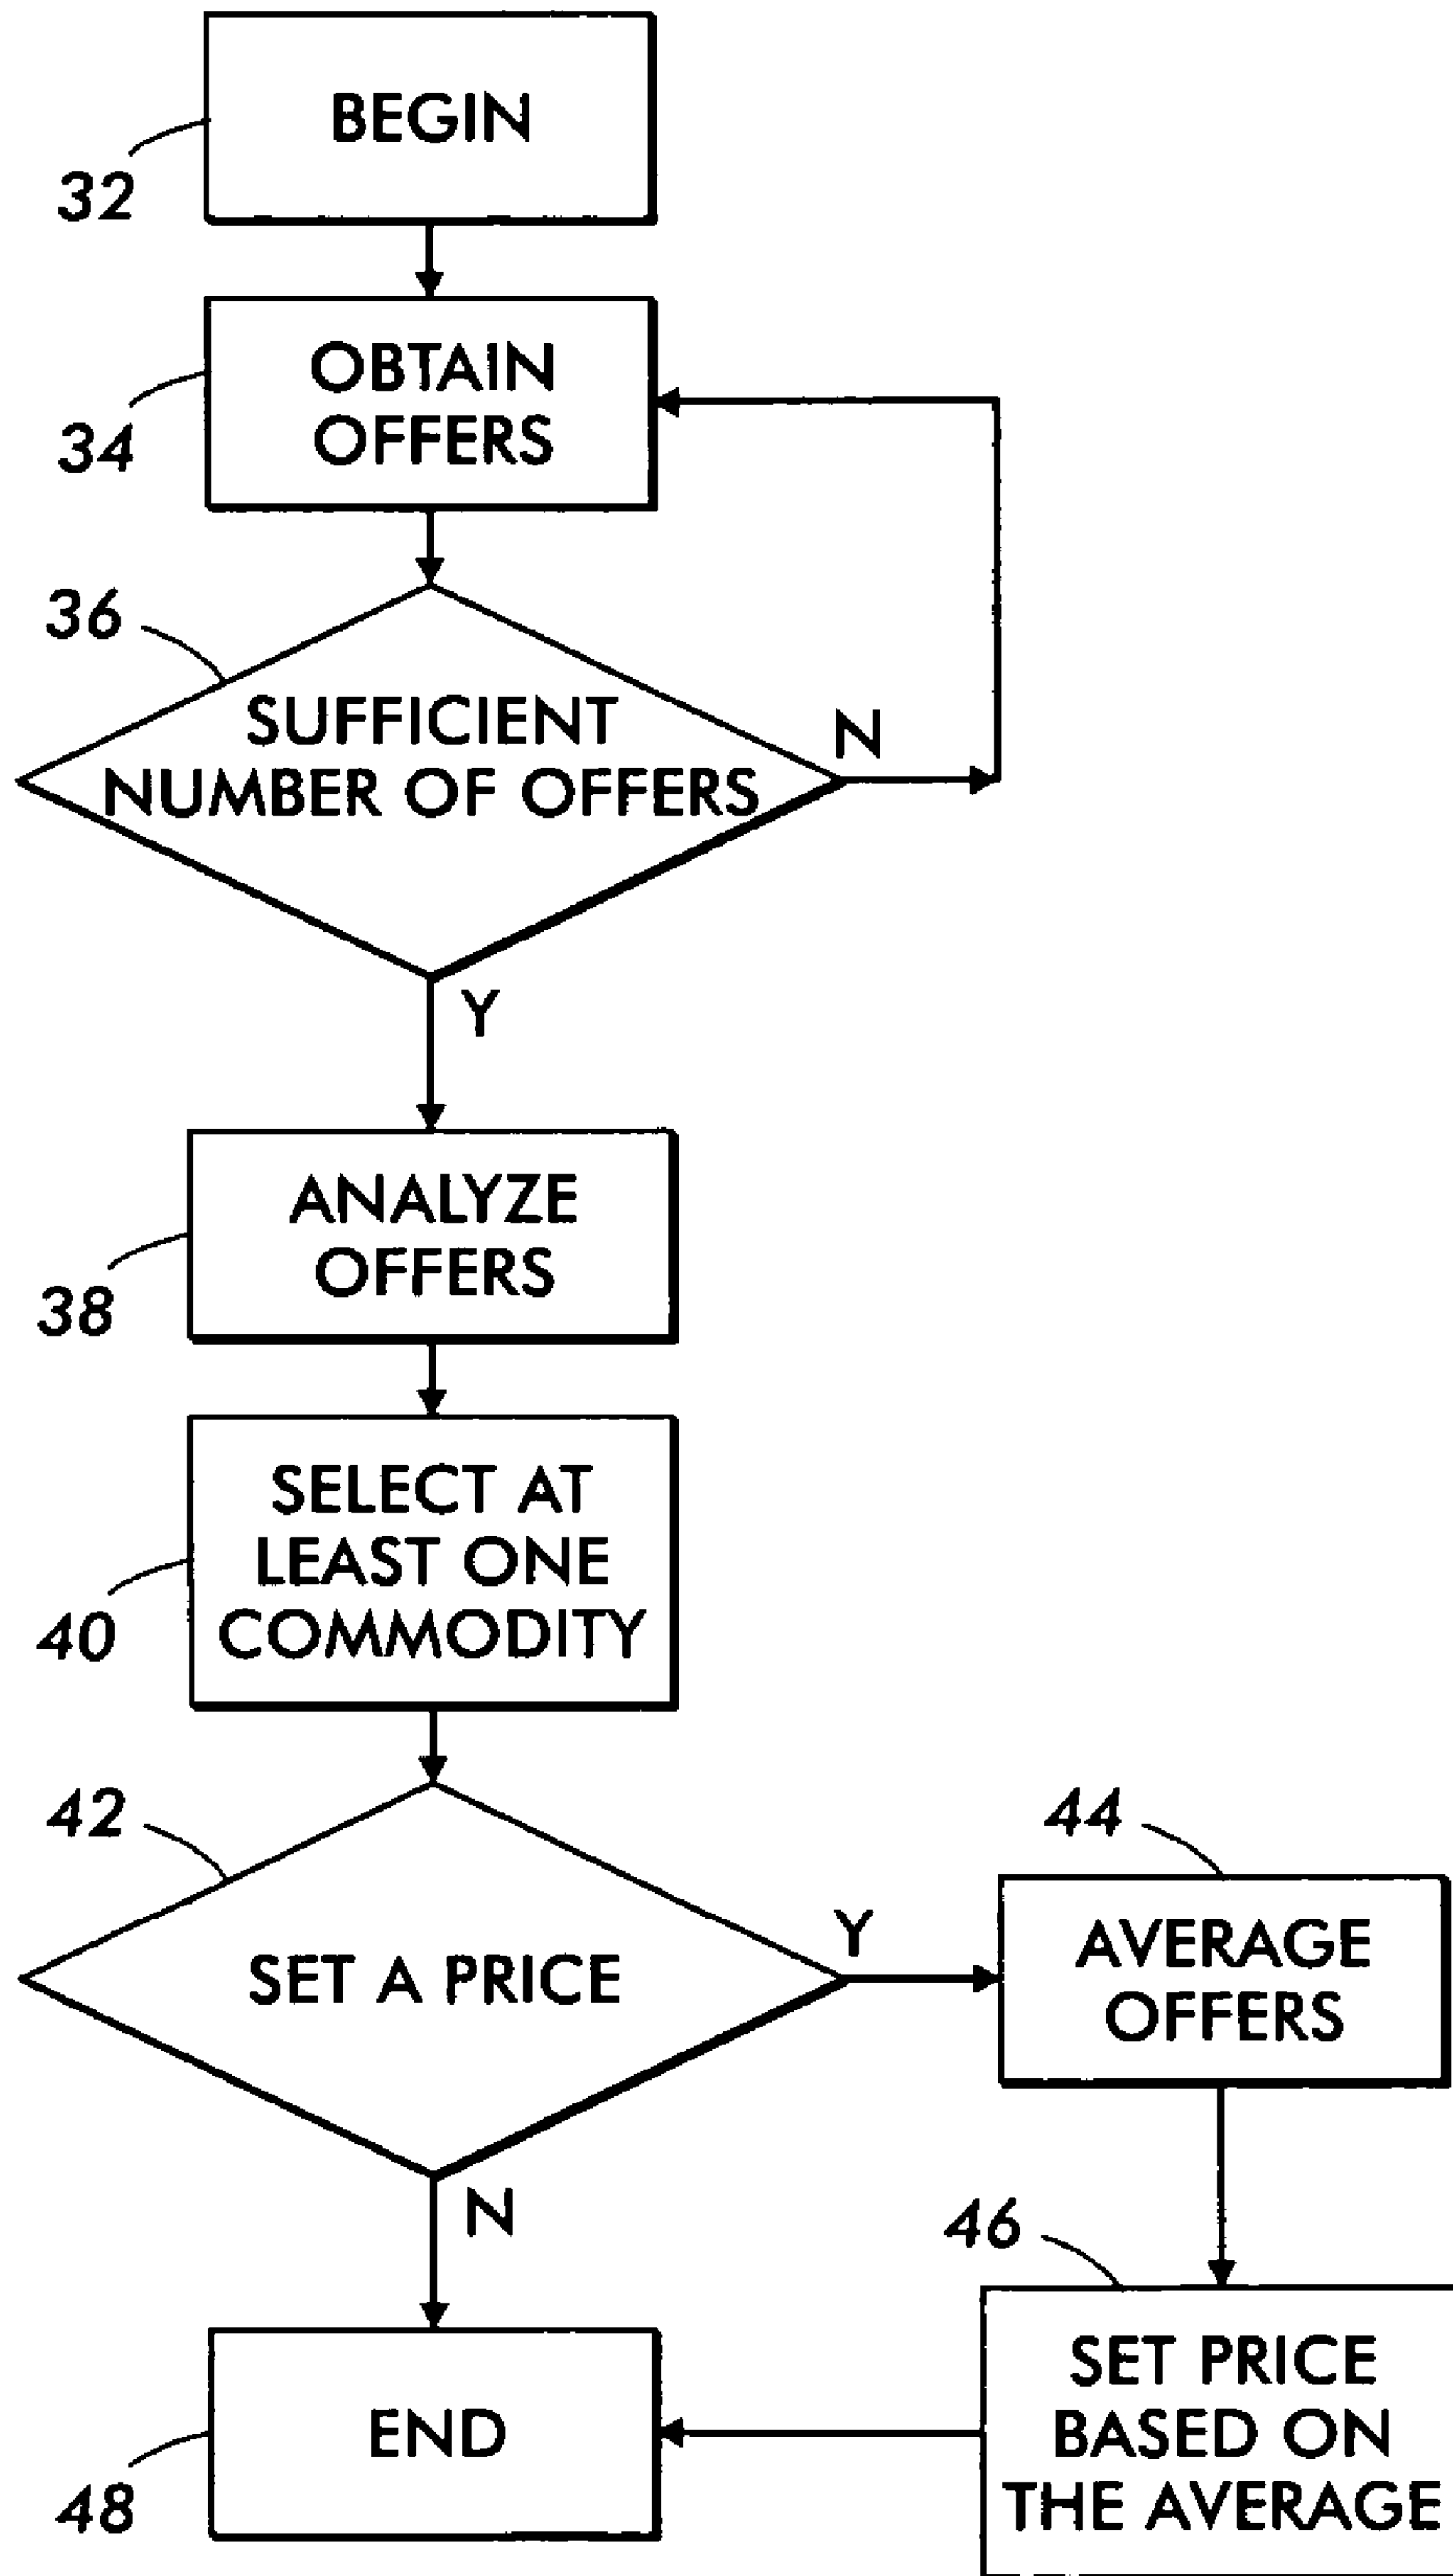 BEGIN
32
OBTAIN
OFFERS
34
36
SUFFICIENT
NUMBER OF OFFERS
N
Y
ANALYZE
OFFERS
38
SELECT AT
LEAST ONE
COMMODITY
40
42
SET A PRICE
Y
N
44
AVERAGE
OFFERS
46
SET PRICE
BASED ON
THE AVERAGE
END
48